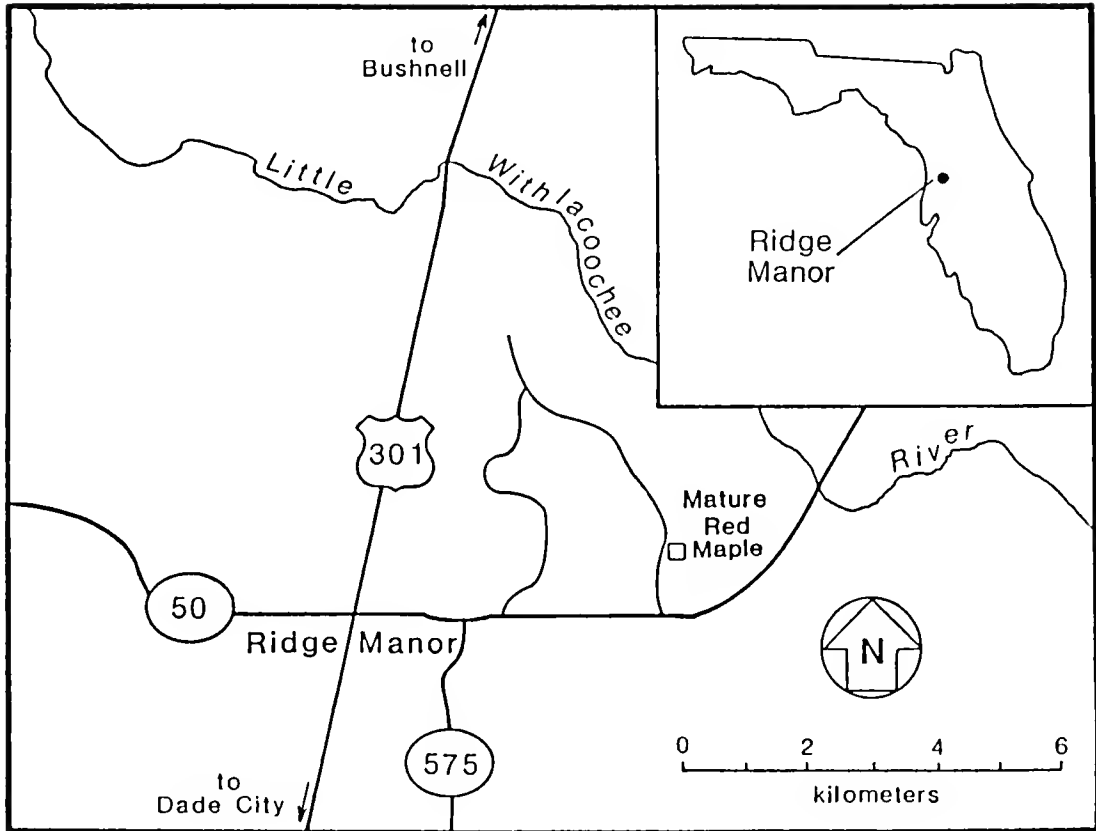 to
Bushnell
Little
Withlacoochee
River
Ridge
Manor
301
Mature
Red
Maple
50
Ridge Manor
N
575
to
Dade City
0 2 4 6
kilometers